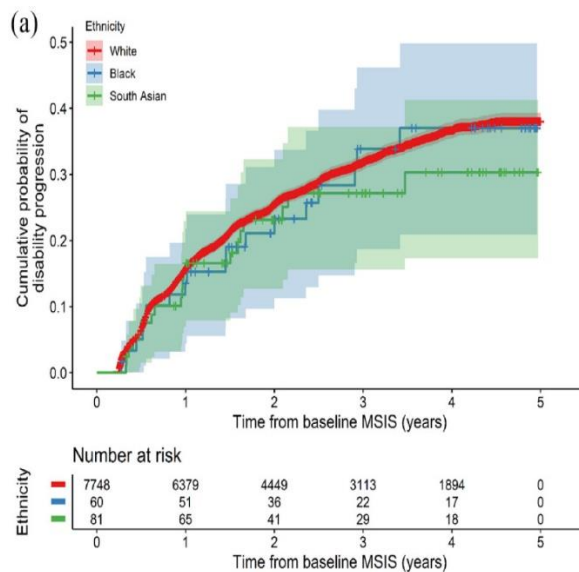 (a)
Ethnicity
White
Black
South Asian
Cumulative probability of
disability progression
0.5
0.4
0.3
0.2
0.1
0.0
0 1 2 3 4 5
Time from baseline MSIS (years)
Number at risk
Ethnicity
7748 6379 4449 3113 1894 0
60 51 36 22 17 0
81 65 41 29 18 0
0 1 2 3 4 5
Time from baseline MSIS (years)